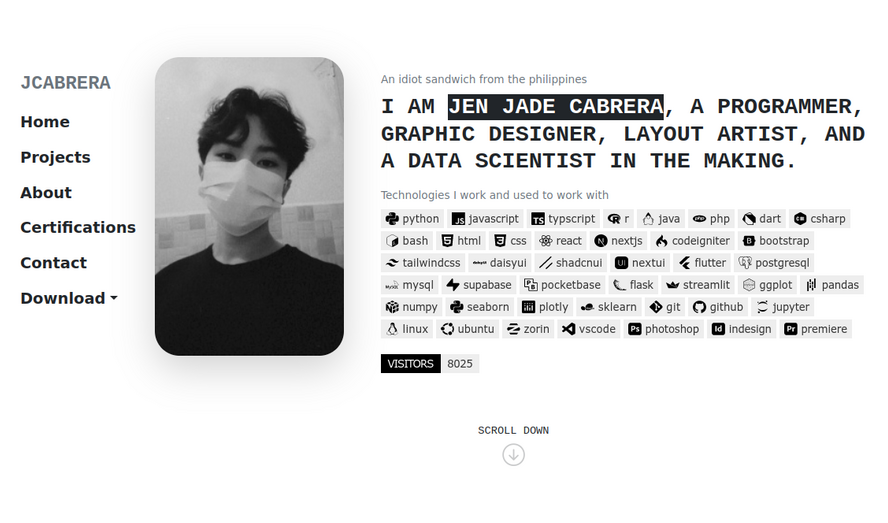 JCABRERA
Home
Projects
About
Certifications
Contact
Download
An idiot sandwich from the philippines
I AM JEN JADE CABRERA, A PROGRAMMER,
GRAPHIC DESIGNER, LAYOUT ARTIST, AND
A DATA SCIENTIST IN THE MAKING.
Technologies I work and used to work with
python javascript typscript r java php dart csharp
bash html css react nextjs codeigniter bootstrap
tailwindcss daisyui shadcnui nextui flutter postgresql
mysql supabase pocketbase flask streamlit ggplot pandas
numpy seaborn plotly sklearn git github jupyter
linux ubuntu zorin vscode photoshop indesign premiere
VISITORS 8025
SCROLL DOWN